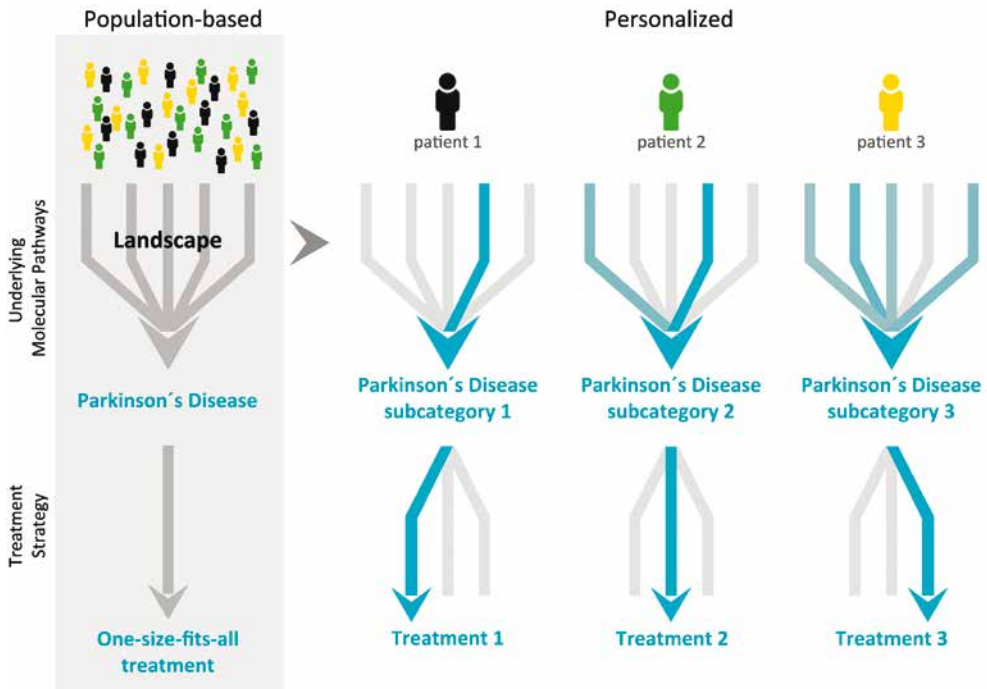 Population-based
Personalized
patient 1
patient 2
patient 3
Underlying
Molecular Pathways
Landscape
Parkinson´s Disease
Parkinson´s Disease
subcategory 1
Parkinson´s Disease
subcategory 2
Parkinson´s Disease
subcategory 3
Treatment
Strategy
One-size-fits-all
treatment
Treatment 1
Treatment 2
Treatment 3